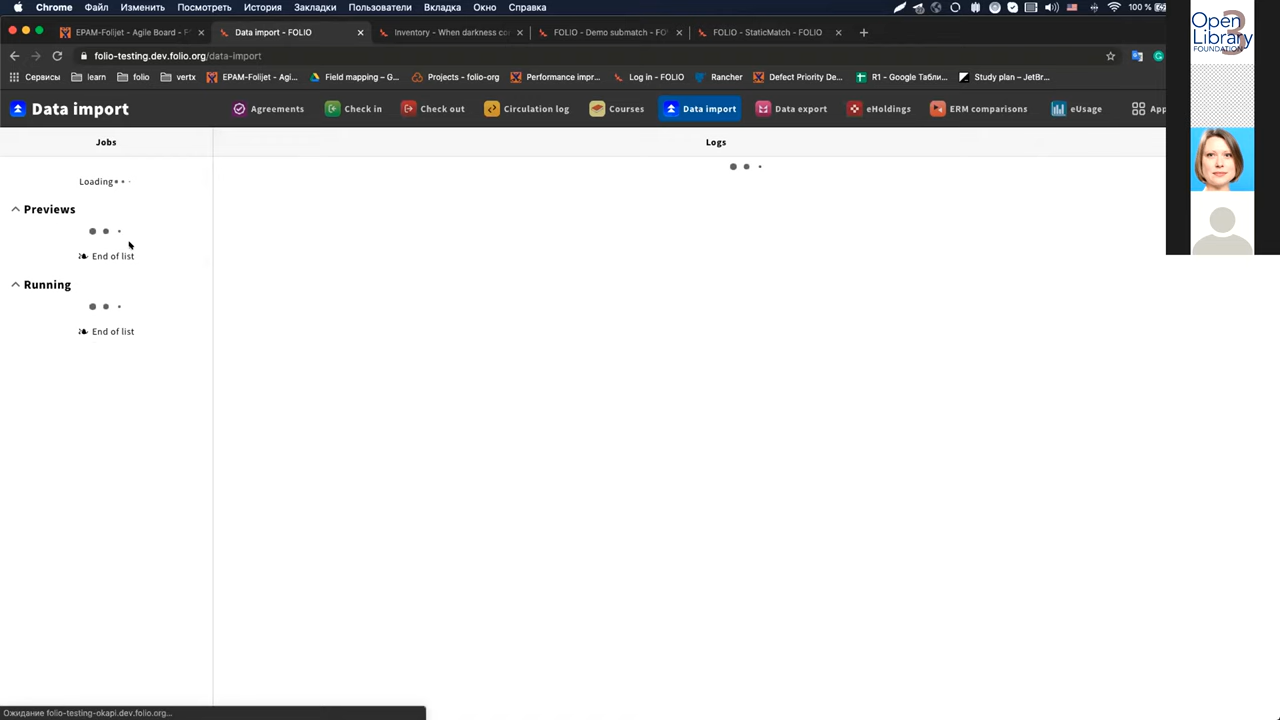 Chrome Файл Изменить Посмотреть История Закладки Пользователи Вкладка Окно Справка 100 %
EPAM-Folijet - Agile Board - F
Data import - FOLIO
Inventory - When darkness co
FOLIO - Demo submatch - FO
FOLIO - StaticMatch - FOLIO
folio-testing.dev.folio.org/data-import
Сервисы learn folio vertx EPAM-Folijet - Agi... Field mapping – G... Projects - folio-org Performance impr... Log in - FOLIO Rancher Defect Priority De... R1 - Google Табли... Study plan – JetBr...
Data import Agreements Check in Check out Circulation log Courses Data import Data export eHoldings ERM comparisons eUsage App
Jobs
Logs
Loading
Previews
End of list
Running
End of list
Ожидание folio-testing-okapi.dev.folio.org...
Open
Library
FOUNDATION
3